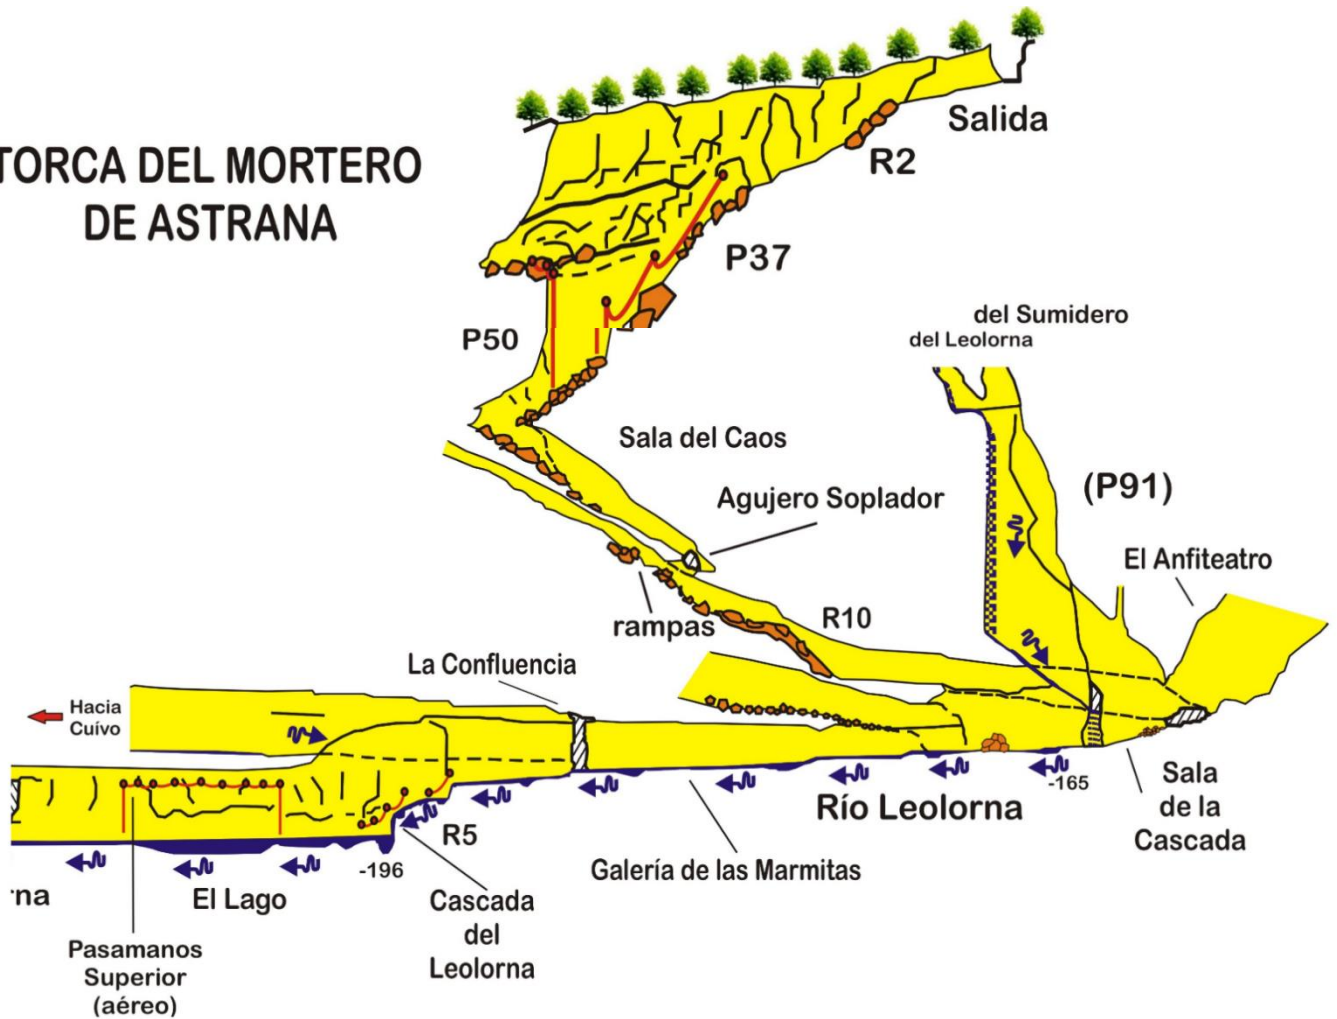 TORCA DEL MORTERO
DE ASTRANA
Salida
R2
P37
P50
del Sumidero
del Leolorna
Sala del Caos
(P91)
Agujero Soplador
El Anfiteatro
rampas
R10
La Confluencia
Hacia
Cuívo
-165
Río Leolorna
Sala
de la
Cascada
R5
Galería de las Marmitas
-196
rna
El Lago
Cascada
del
Leolorna
Pasamanos
Superior
(aéreo)